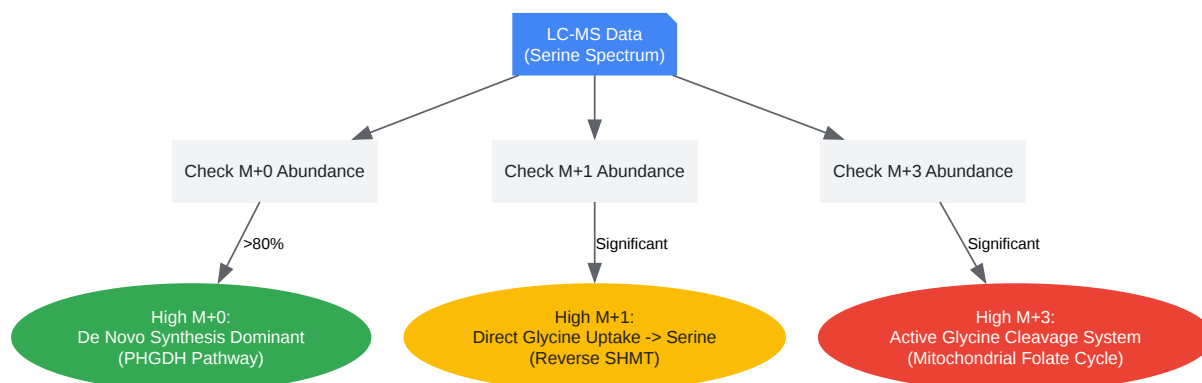 LC-MS Data
(Serine Spectrum)
Check M+0 Abundance
Check M+1 Abundance
Check M+3 Abundance
>80%
Significant
Significant
High M+0:
De Novo Synthesis Dominant
(PHGDH Pathway)
High M+1:
Direct Glycine Uptake -> Serine
(Reverse SHMT)
High M+3:
Active Glycine Cleavage System
(Mitochondrial Folate Cycle)